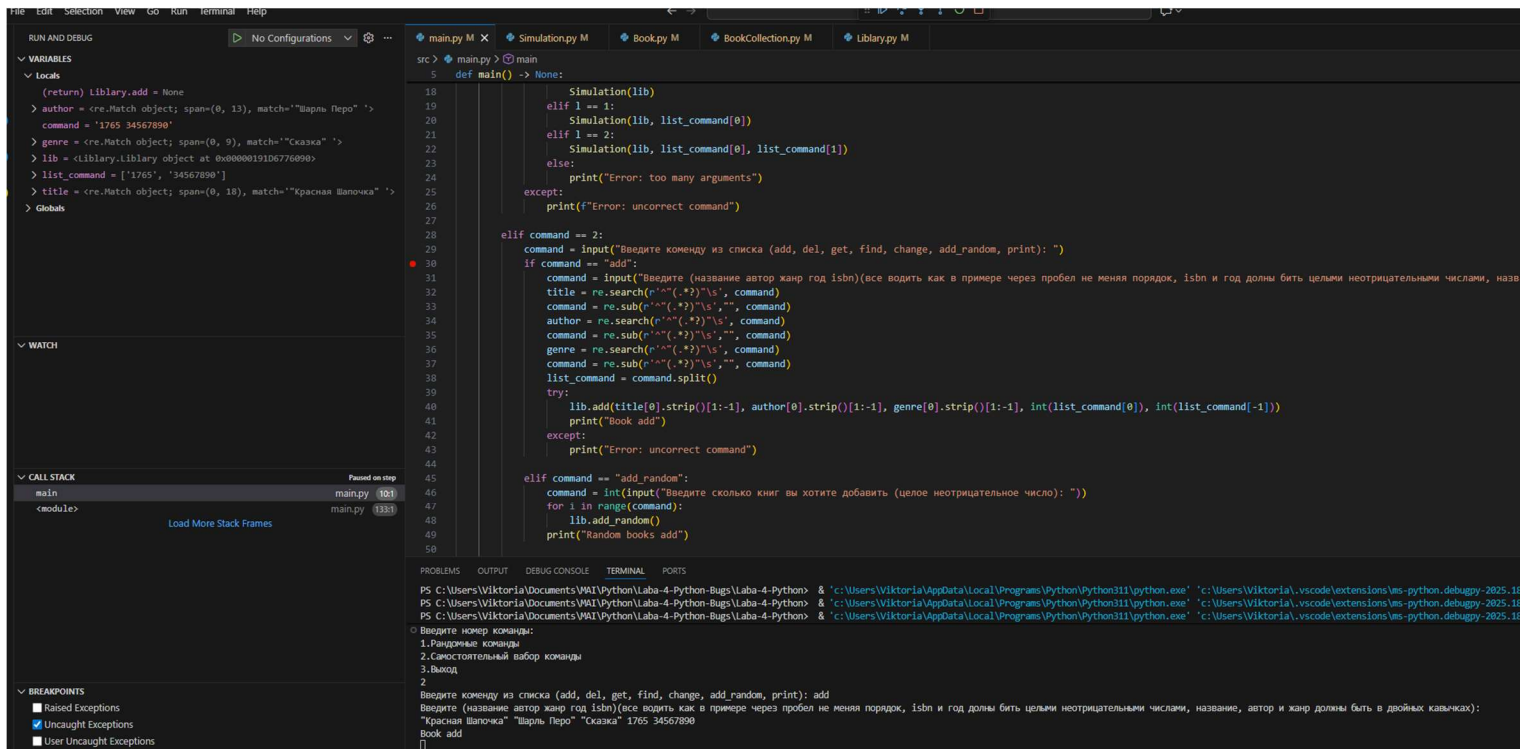 File Edit Selection View Go Run Terminal Help
RUN AND DEBUG
No Configurations
VARIABLES
Locals
(return) Liblary.add = None
author = <re.Match object; span=(0, 13), match='"Шарль Перо" '>
command = '1765 34567890'
genre = <re.Match object; span=(0, 9), match='"Сказка" '>
lib = <Liblary.Liblary object at 0x00000191D6776090>
list_command = ['1765', '34567890']
title = <re.Match object; span=(0, 18), match='"Красная Шапочка" '>
Globals
WATCH
CALL STACK
Paused on step
main main.py 10:1
<module> main.py 133:1
Load More Stack Frames
BREAKPOINTS
Raised Exceptions
Uncaught Exceptions
User Uncaught Exceptions
main.py M Simulation.py M Book.py M BookCollection.py M Liblary.py M
src > main.py > main
5 def main() -> None:
18 Simulation(lib)
19 elif l == 1:
20 Simulation(lib, list_command[0])
21 elif l == 2:
22 Simulation(lib, list_command[0], list_command[1])
23 else:
24 print("Error: too many arguments")
25 except:
26 print(f"Error: uncorrect command")
27
28 elif command == 2:
29 command = input("Введите коменду из списка (add, del, get, find, change, add_random, print): ")
30 if command == "add":
31 command = input("Введите (название автор жанр год isbn)(все водить как в примере через пробел не меняя порядок, isbn и год долны бить целыми неотрицательными числами, назв
32 title = re.search(r'^"(.*?)"\s', command)
33 command = re.sub(r'^"(.*?)"\s',"", command)
34 author = re.search(r'^"(.*?)"\s', command)
35 command = re.sub(r'^"(.*?)"\s',"", command)
36 genre = re.search(r'^"(.*?)"\s', command)
37 command = re.sub(r'^"(.*?)"\s',"", command)
38 list_command = command.split()
39 try:
40 lib.add(title[0].strip()[1:-1], author[0].strip()[1:-1], genre[0].strip()[1:-1], int(list_command[0]), int(list_command[-1]))
41 print("Book add")
42 except:
43 print("Error: uncorrect command")
44
45 elif command == "add_random":
46 command = int(input("Введите сколько книг вы хотите добавить (целое неотрицательное число): "))
47 for i in range(command):
48 lib.add_random()
49 print("Random books add")
50
PROBLEMS OUTPUT DEBUG CONSOLE TERMINAL PORTS
PS C:\Users\Viktoria\Documents\MAI\Python\Laba-4-Python-Bugs\Laba-4-Python> & 'c:\Users\Viktoria\AppData\Local\Programs\Python\Python311\python.exe' 'c:\Users\Viktoria\.vscode\extensions\ms-python.debugpy-2025.18
PS C:\Users\Viktoria\Documents\MAI\Python\Laba-4-Python-Bugs\Laba-4-Python> & 'c:\Users\Viktoria\AppData\Local\Programs\Python\Python311\python.exe' 'c:\Users\Viktoria\.vscode\extensions\ms-python.debugpy-2025.18
PS C:\Users\Viktoria\Documents\MAI\Python\Laba-4-Python-Bugs\Laba-4-Python> & 'c:\Users\Viktoria\AppData\Local\Programs\Python\Python311\python.exe' 'c:\Users\Viktoria\.vscode\extensions\ms-python.debugpy-2025.18
Введите номер команды:
1.Рандомные команды
2.Самостоятельный вабор команды
3.Выход
2
Введите коменду из списка (add, del, get, find, change, add_random, print): add
Введите (название автор жанр год isbn)(все водить как в примере через пробел не меняя порядок, isbn и год долны бить целыми неотрицательными числами, название, автор и жанр должны быть в двойных кавычках):
"Красная Шапочка" "Шарль Перо" "Сказка" 1765 34567890
Book add